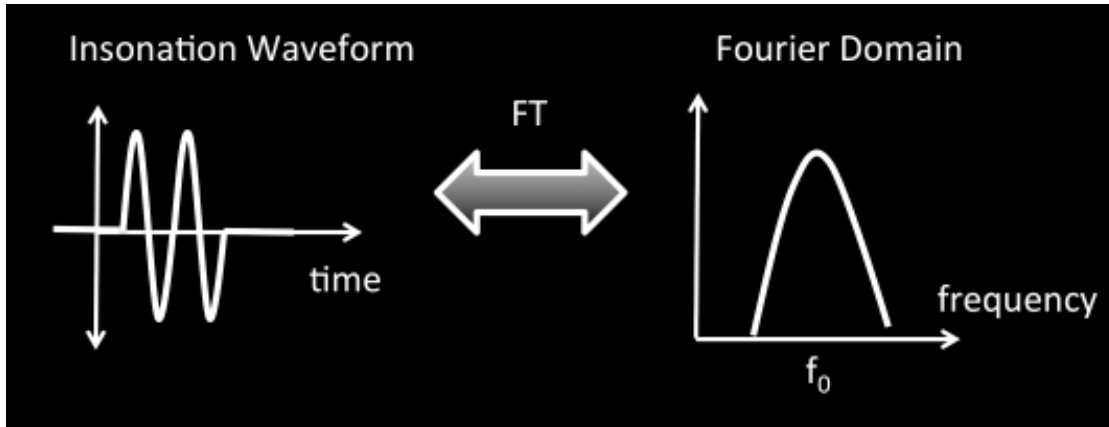 Insonation Waveform
Fourier Domain
FT
time
frequency
f₀